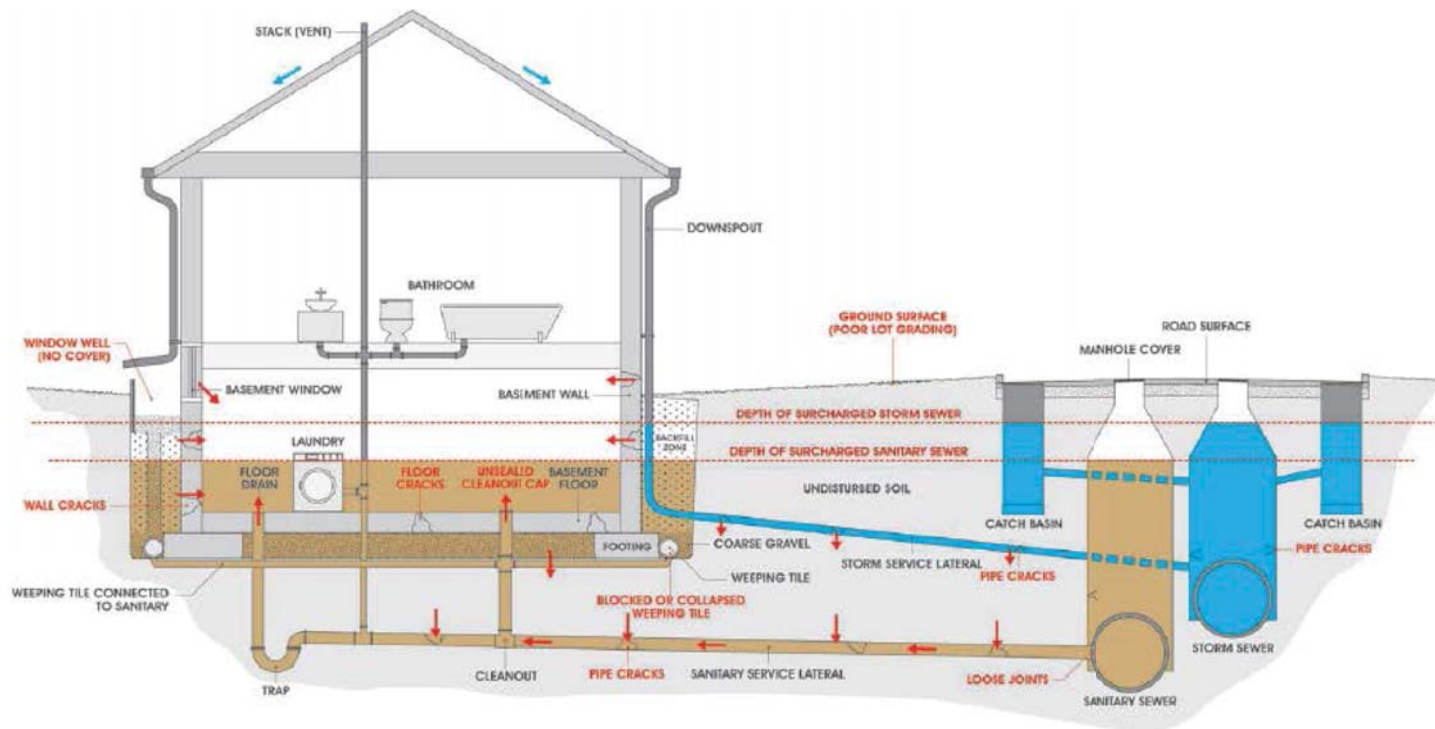 STACK (VENT)
DOWNSPOUT
BATHROOM
WINDOW WELL
(NO COVER)
GROUND SURFACE
(POOR LOT GRADING)
ROAD SURFACE
MANHOLE COVER
BASEMENT WINDOW
BASEMENT WALL
DEPTH OF SURCHARGED STORM SEWER
LAUNDRY
BACKFILL
ZONE
DEPTH OF SURCHARGED SANITARY SEWER
FLOOR
DRAIN
FLOOR
CRACKS
UNSEALED
CLEANOUT CAP
BASEMENT
FLOOR
UNDISTURBED SOIL
WALL CRACKS
CATCH BASIN
CATCH BASIN
FOOTING
COARSE GRAVEL
PIPE CRACKS
STORM SERVICE LATERAL
PIPE CRACKS
WEEPING TILE
WEEPING TILE CONNECTED
TO SANITARY
BLOCKED OR COLLAPSED
WEEPING TILE
STORM SEWER
TRAP
CLEANOUT
PIPE CRACKS
SANITARY SERVICE LATERAL
LOOSE JOINTS
SANITARY SEWER